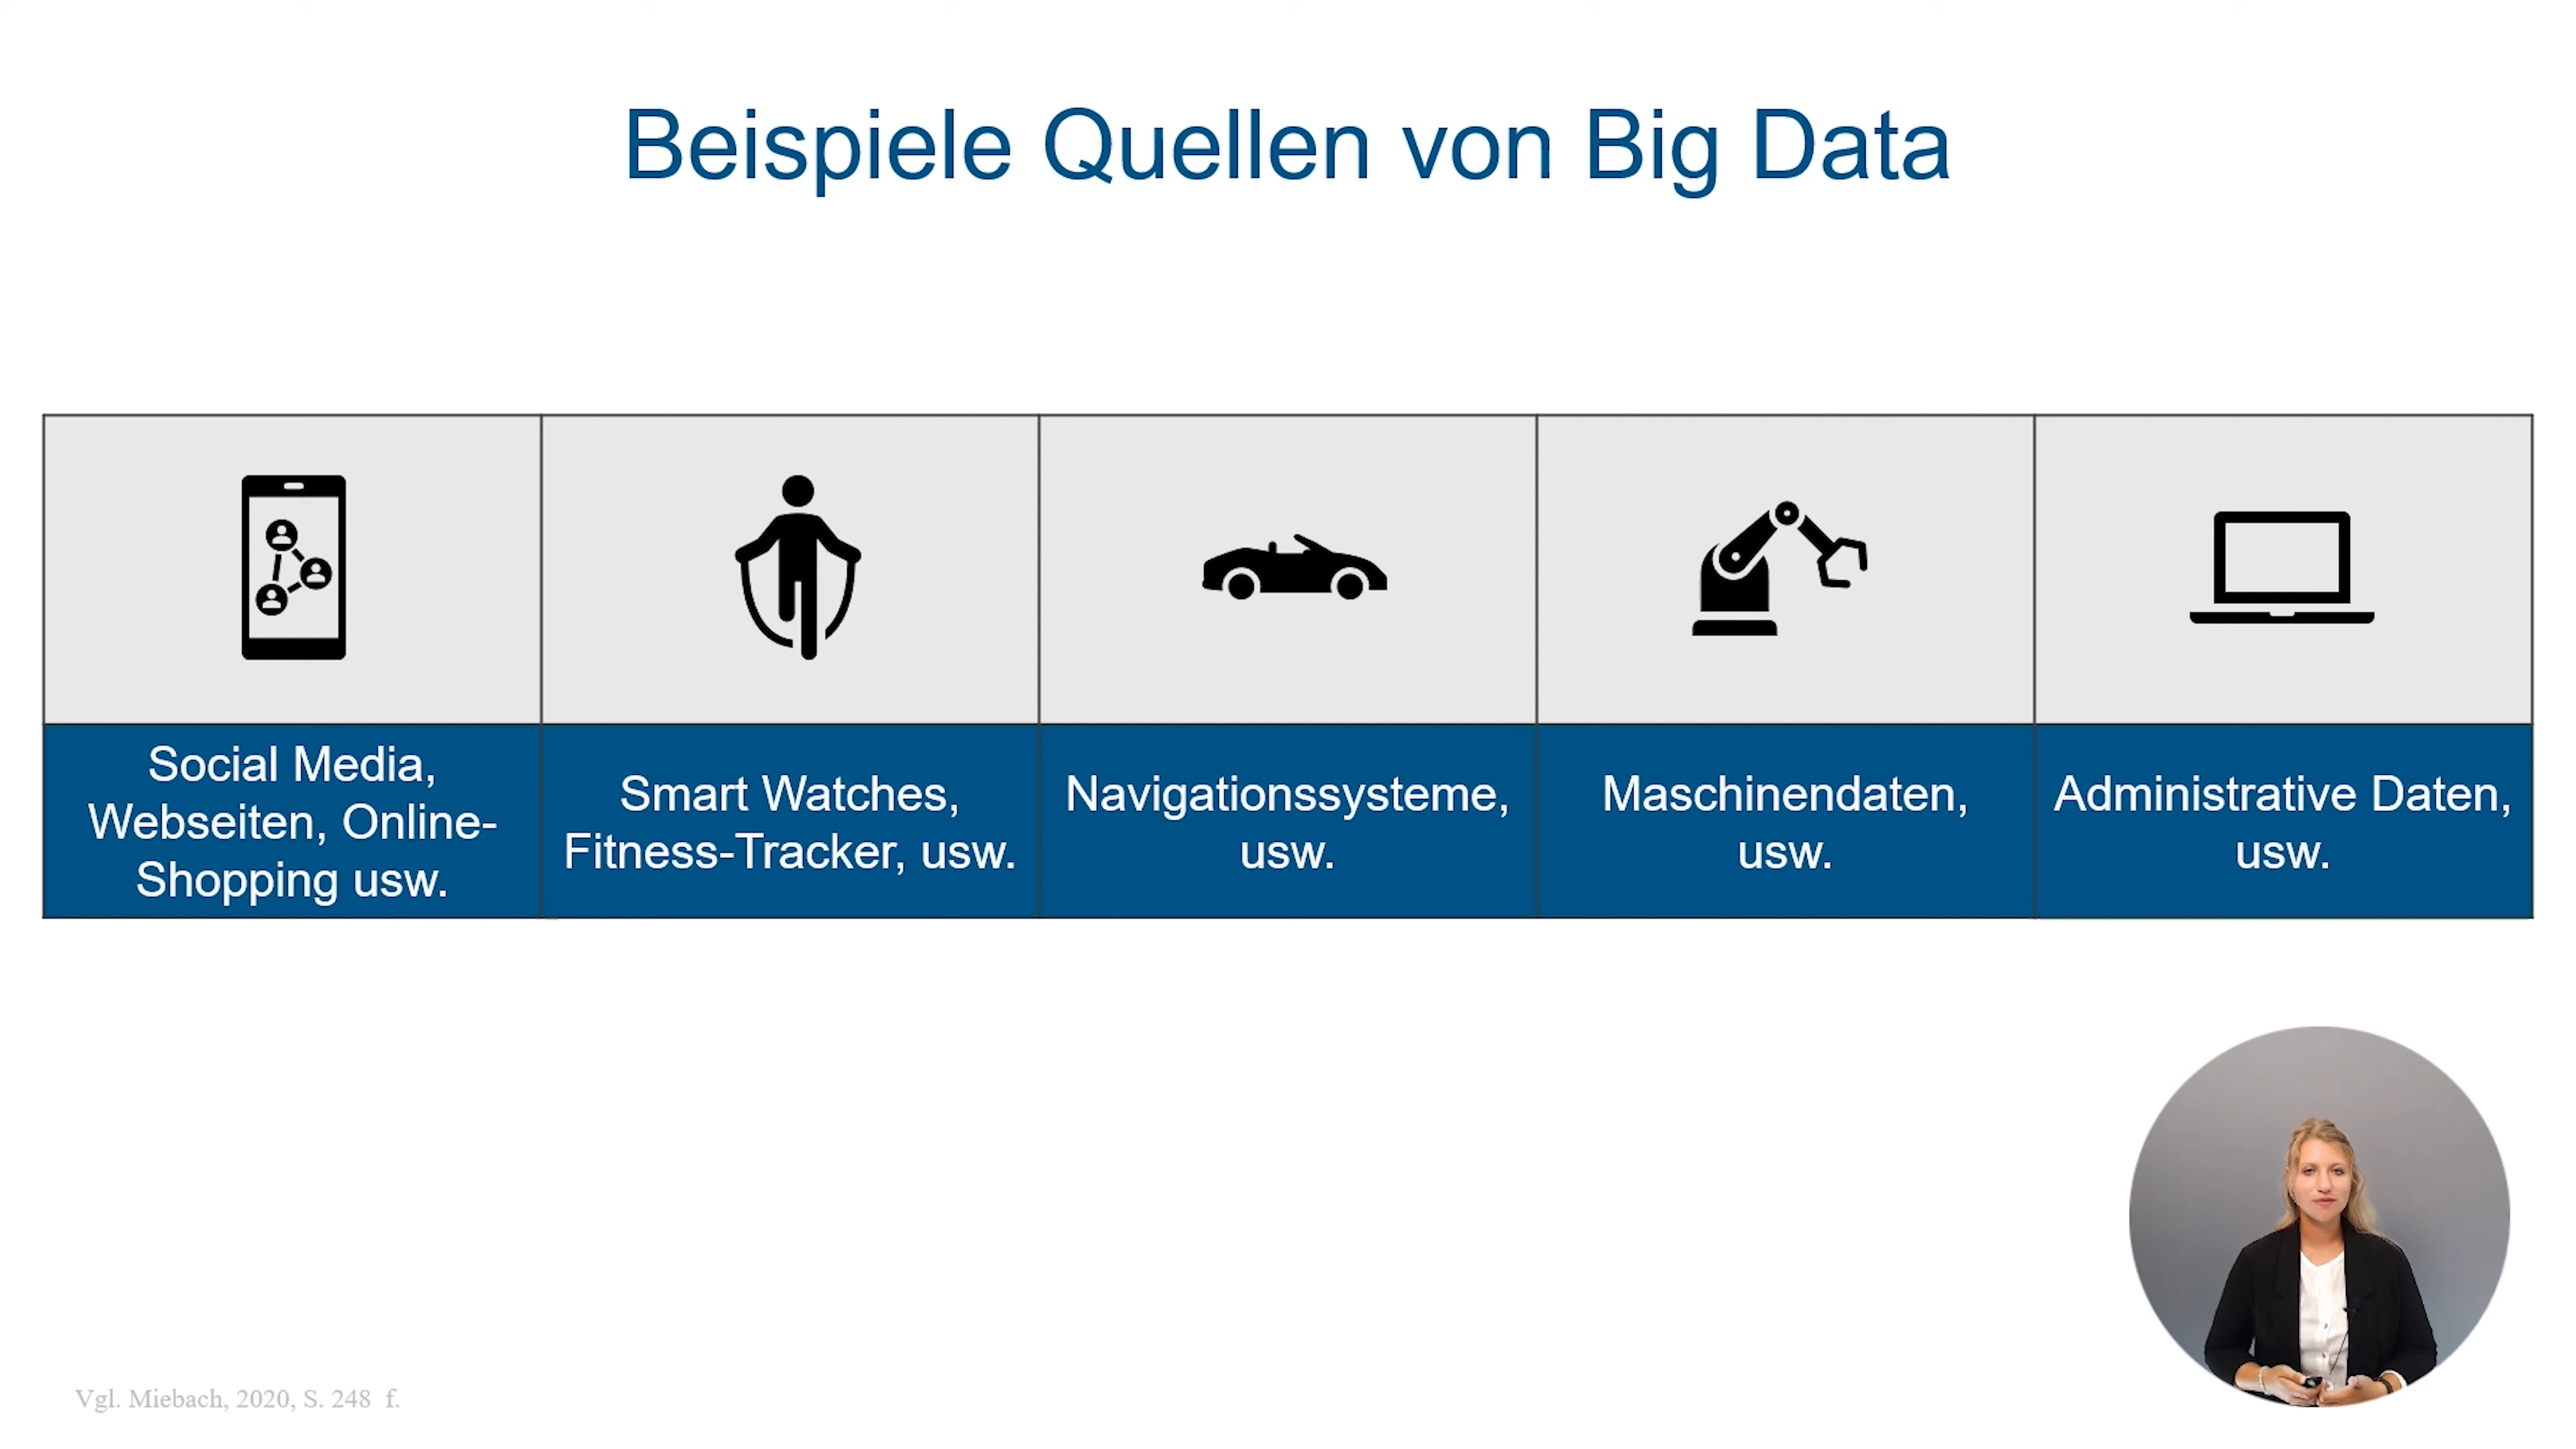 Beispiele Quellen von Big Data
Social Media,
Webseiten, Online-
Shopping usw.
Smart Watches,
Fitness-Tracker, usw.
Navigationssysteme,
usw.
Maschinendaten,
usw.
Administrative Daten,
usw.
Vgl. Miebach, 2020, S. 248 f.